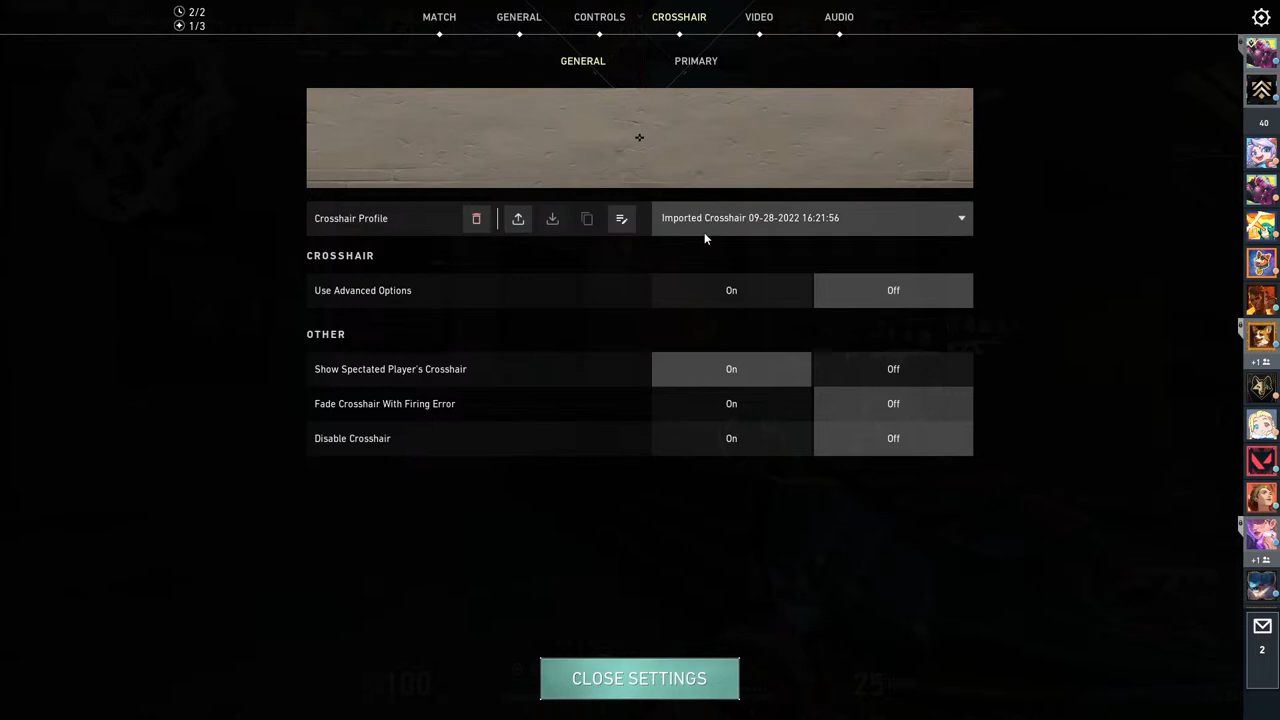 2/2
1/3
MATCH GENERAL CONTROLS CROSSHAIR VIDEO AUDIO
GENERAL PRIMARY
Crosshair Profile Imported Crosshair 09-28-2022 16:21:56
CROSSHAIR
Use Advanced Options On Off
OTHER
Show Spectated Player's Crosshair On Off
Fade Crosshair With Firing Error On Off
Disable Crosshair On Off
CLOSE SETTINGS
100
25
40
+1
+1
2